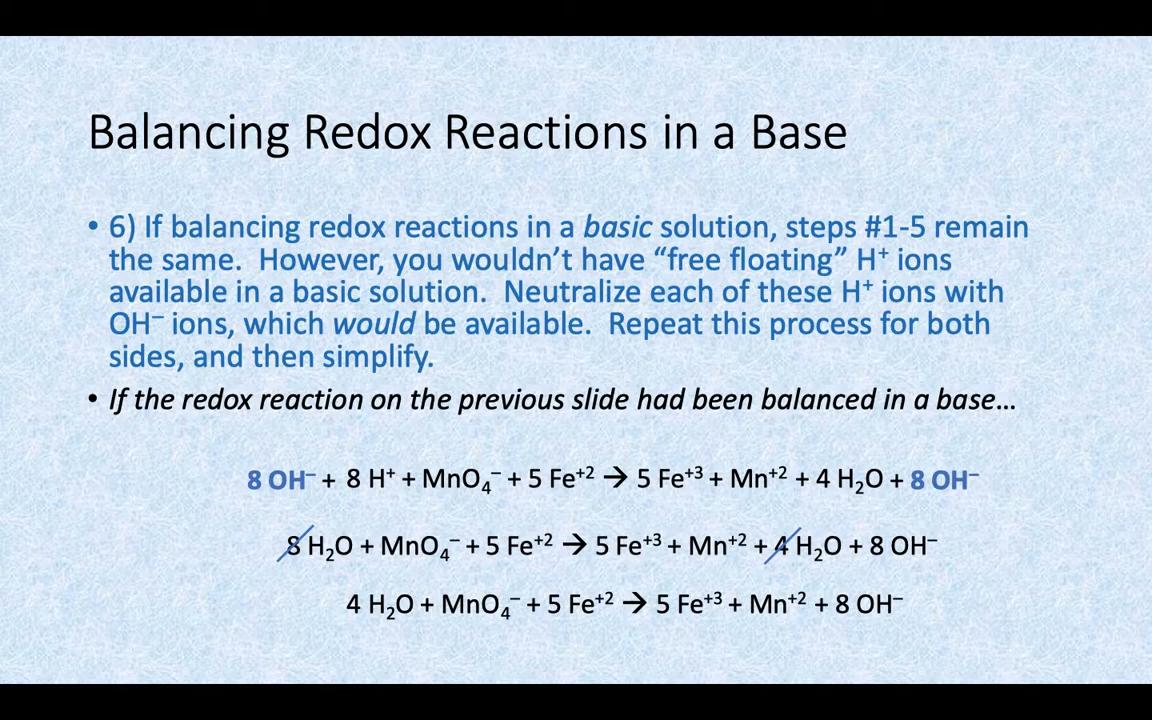 Balancing Redox Reactions in a Base
• 6) If balancing redox reactions in a basic solution, steps #1-5 remain
the same.  However, you wouldn’t have “free floating” H⁺ ions
available in a basic solution.  Neutralize each of these H⁺ ions with
OH⁻ ions, which would be available.  Repeat this process for both
sides, and then simplify.
• If the redox reaction on the previous slide had been balanced in a base…
8 OH⁻ + 8 H⁺ + MnO₄⁻ + 5 Fe⁺² → 5 Fe⁺³ + Mn⁺² + 4 H₂O + 8 OH⁻
8 H₂O + MnO₄⁻ + 5 Fe⁺² → 5 Fe⁺³ + Mn⁺² + 4 H₂O + 8 OH⁻
4 H₂O + MnO₄⁻ + 5 Fe⁺² → 5 Fe⁺³ + Mn⁺² + 8 OH⁻